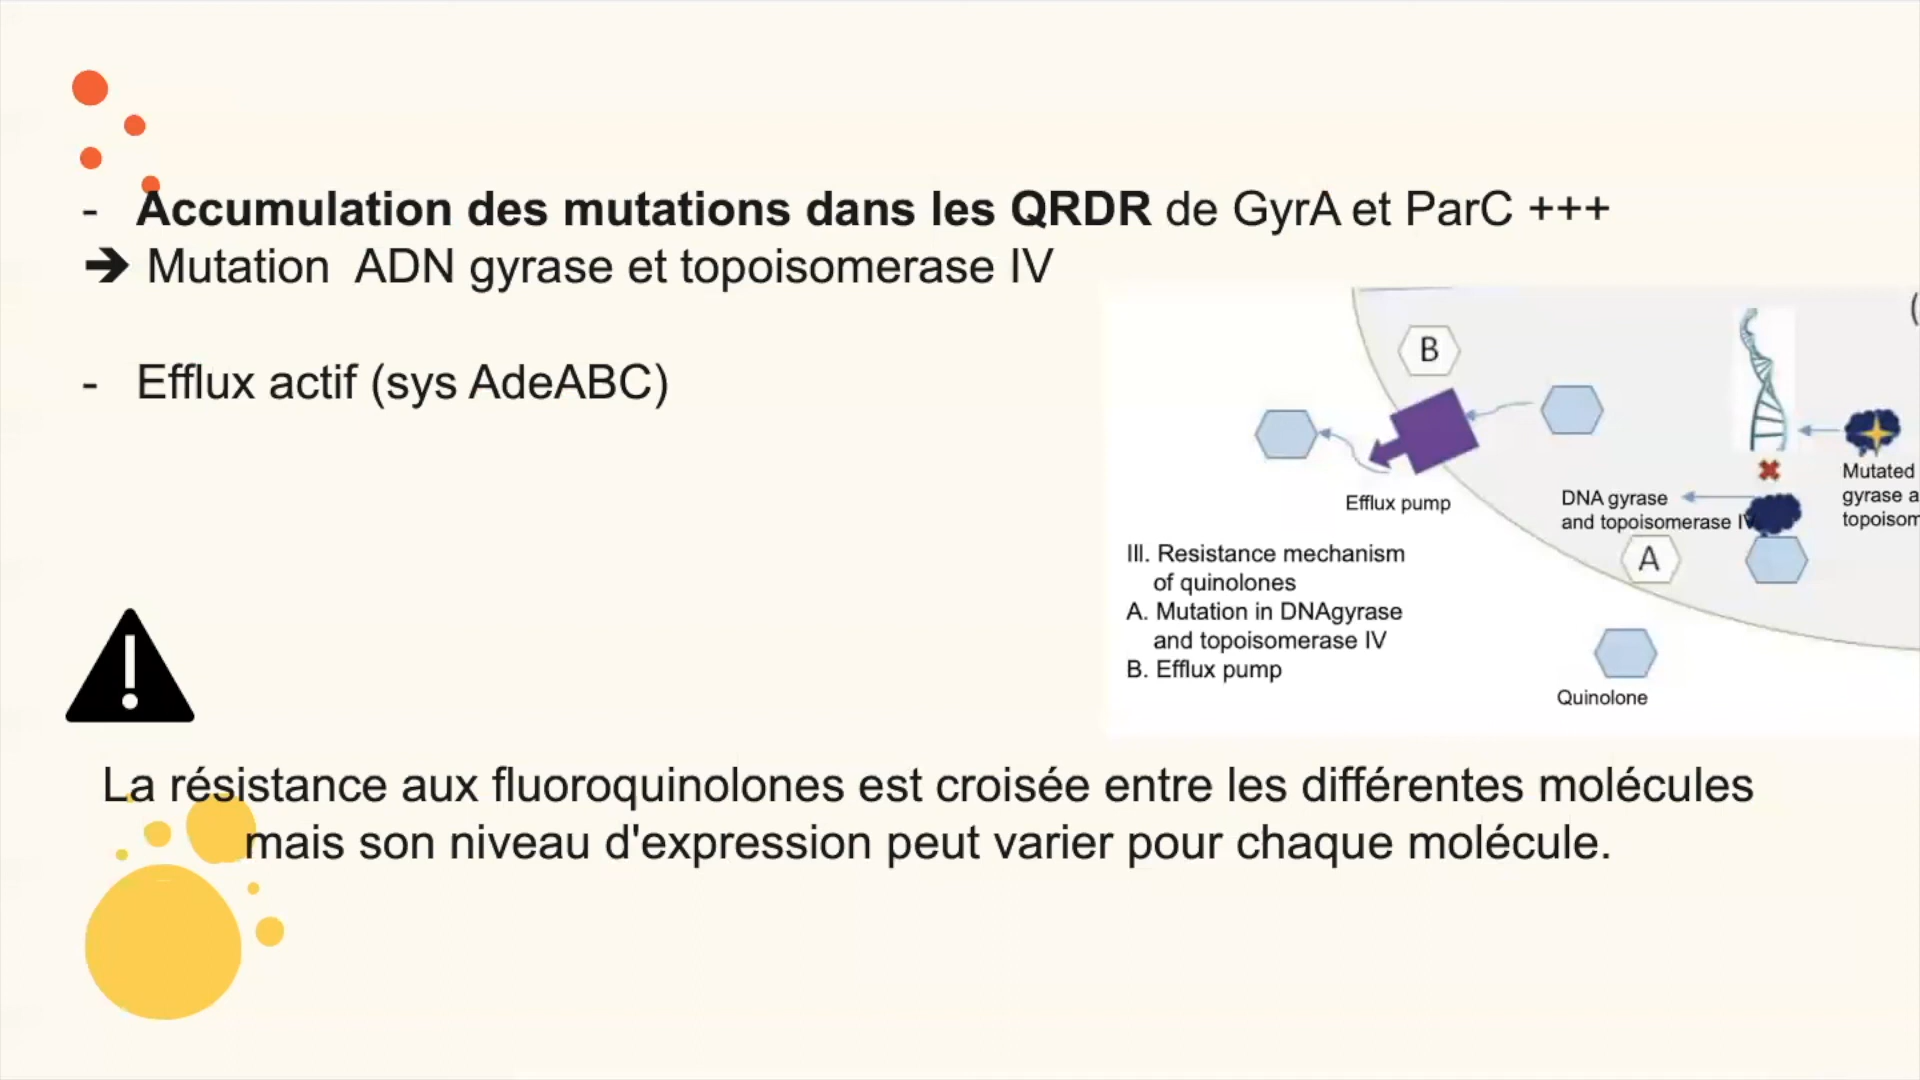 - Accumulation des mutations dans les QRDR de GyrA et ParC +++
➔ Mutation ADN gyrase et topoisomerase IV
- Efflux actif (sys AdeABC)
(
B
Efflux pump
Mutated
gyrase a
topoisom
DNA gyrase
and topoisomerase IV
A
III. Resistance mechanism
of quinolones
A. Mutation in DNAgyrase
and topoisomerase IV
B. Efflux pump
Quinolone
La résistance aux fluoroquinolones est croisée entre les différentes molécules
mais son niveau d'expression peut varier pour chaque molécule.